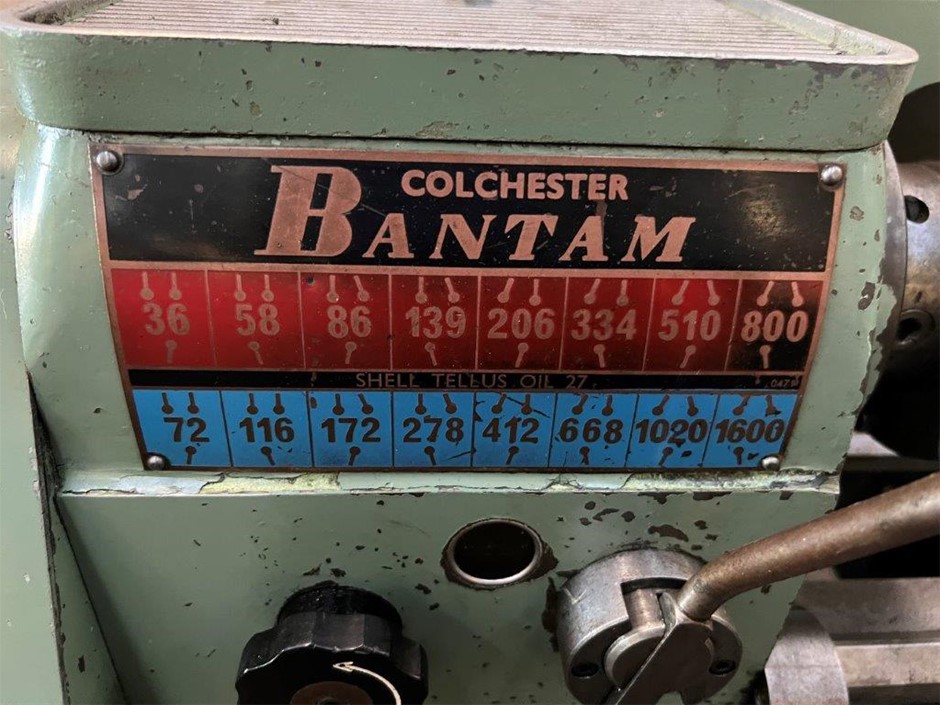 COLCHESTER
BANTAM
36 58 86 139 206 334 510 800
SHELL TELLUS OIL 27
72 116 172 278 412 668 1020 1600